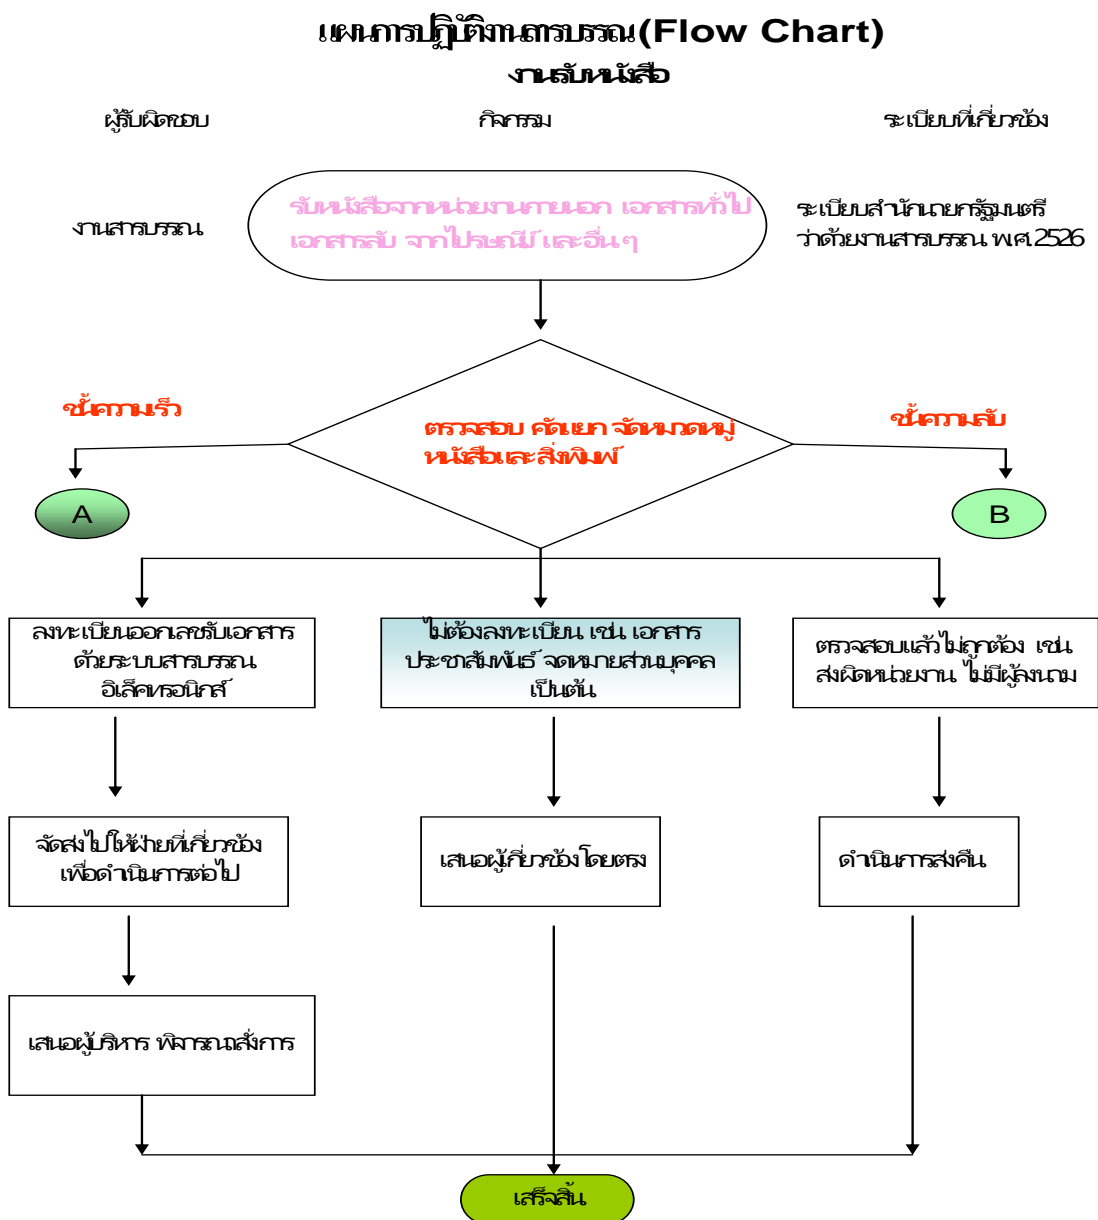 แผนการปฏิบัติงานสารบรรณ (Flow Chart)
งานรับหนังสือ
ผู้รับผิดชอบ
กิจกรรม
ระเบียบที่เกี่ยวข้อง
งานสารบรรณ
รับหนังสือจากหน่วยงานภายนอก เอกสารทั่วไป
เอกสารลับ จากไปรษณีย์ และอื่น ๆ
ระเบียบสำนักนายกรัฐมนตรี
ว่าด้วยงานสารบรรณ พ.ศ. 2526
ชั้นความเร็ว
ตรวจสอบ คัดแยก จัดหมวดหมู่
หนังสือและสิ่งพิมพ์
ชั้นความลับ
A
B
ลงทะเบียนออกเลขรับเอกสาร
ด้วยระบบสารบรรณ
อิเล็คทรอนิกส์
ไม่ต้องลงทะเบียน เช่น เอกสาร
ประชาสัมพันธ์ จดหมายส่วนบุคคล
เป็นต้น
ตรวจสอบแล้วไม่ถูกต้อง เช่น
ส่งผิดหน่วยงาน ไม่มีผู้ลงนาม
จัดส่งไปให้ฝ่ายที่เกี่ยวข้อง
เพื่อดำเนินการต่อไป
เสนอผู้เกี่ยวข้องโดยตรง
ดำเนินการส่งคืน
เสนอผู้บริหาร พิจารณาสั่งการ
เสร็จสิ้น